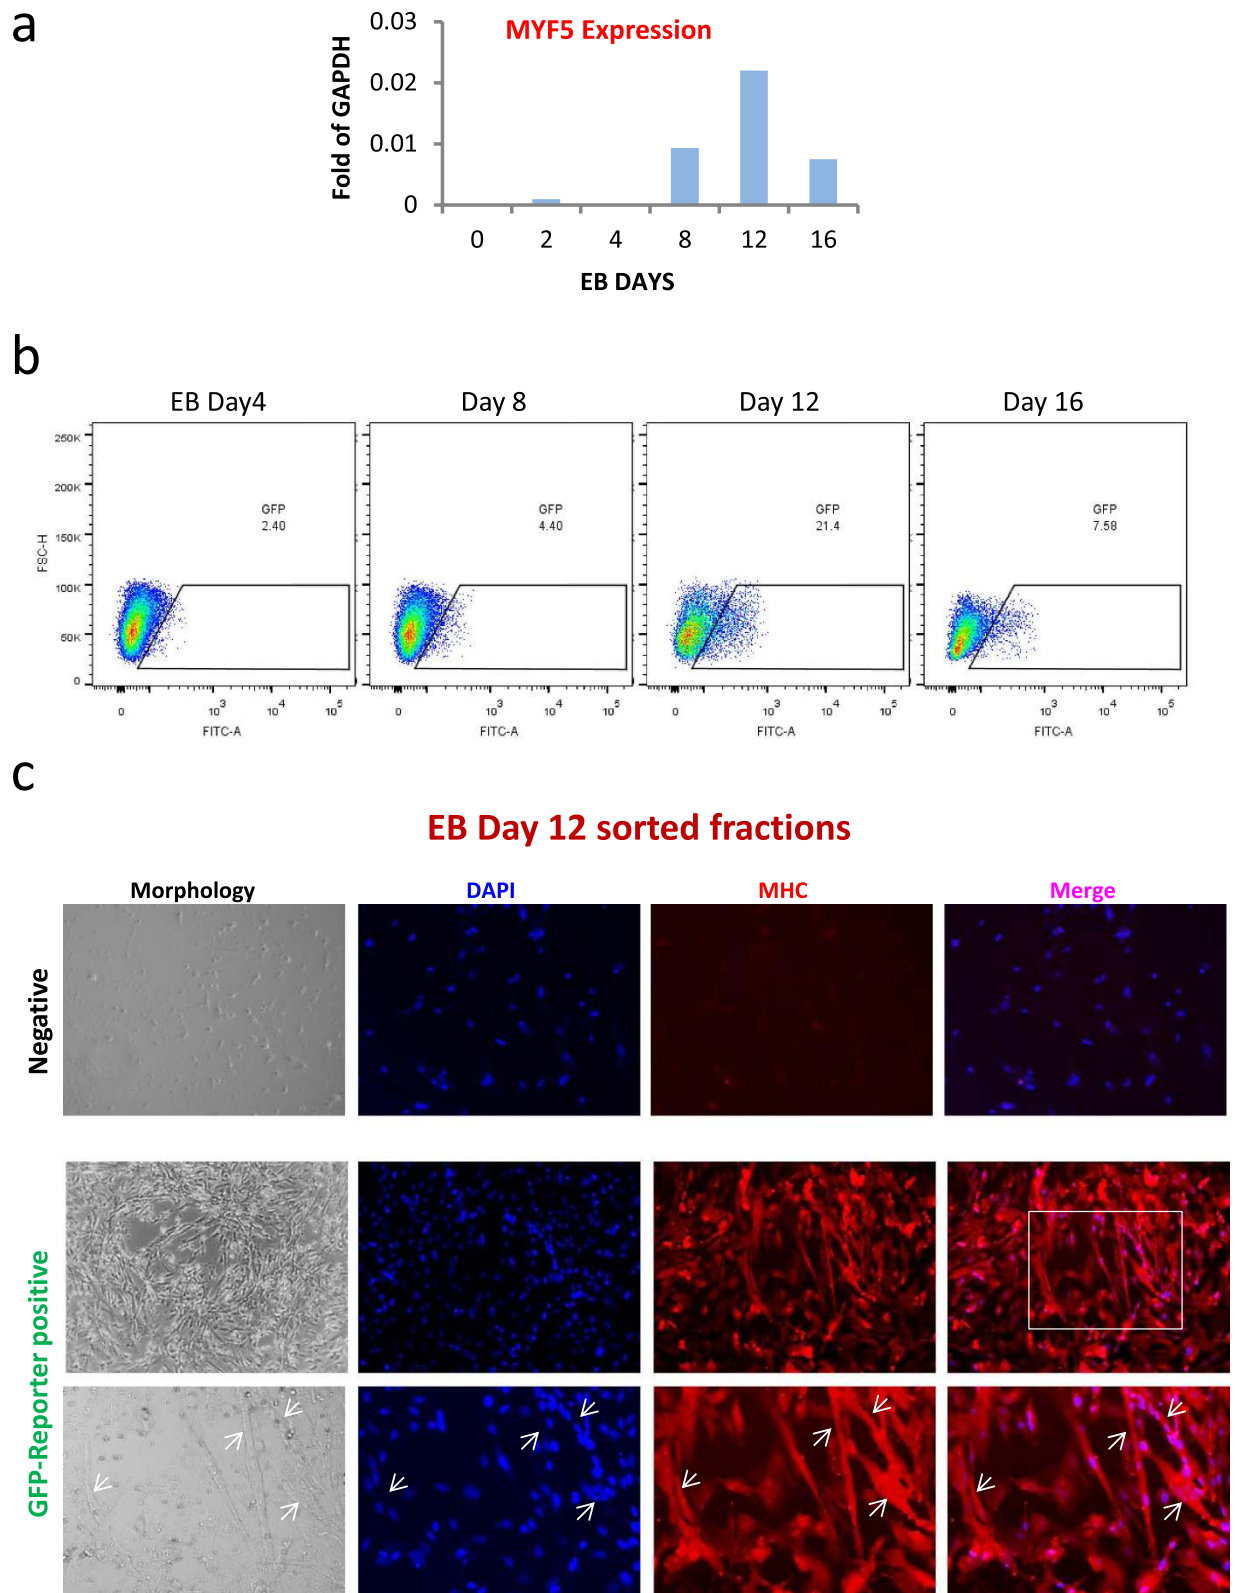 a
MYF5 Expression
Fold of GAPDH
0.03
0.02
0.01
0
0 2 4 8 12 16
EB DAYS
b
EB Day4 Day 8 Day 12 Day 16
FSC-H
250K
200K
150K
100K
50K
0
GFP
2.40
GFP
4.40
GFP
21.4
GFP
7.58
0 10^3 10^4 10^5
0 10^3 10^4 10^5
0 10^3 10^4 10^5
0 10^3 10^4 10^5
FITC-A FITC-A FITC-A FITC-A
c
EB Day 12 sorted fractions
Morphology DAPI MHC Merge
Negative
GFP-Reporter positive